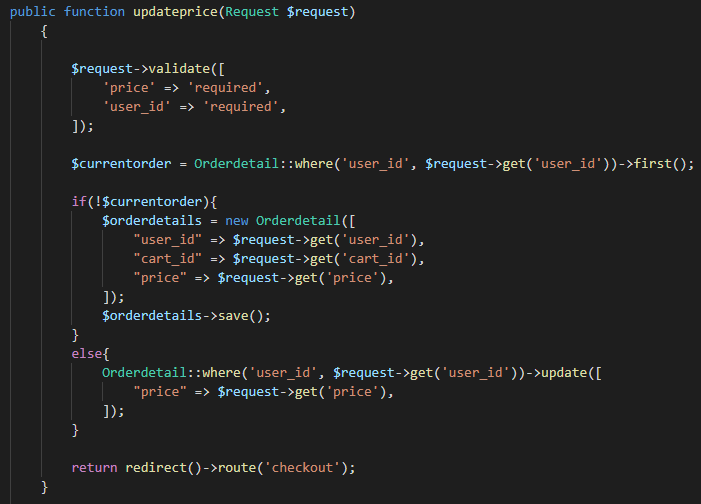 public function updateprice(Request $request)
{
$request->validate([
'price' => 'required',
'user_id' => 'required',
]);
$currentorder = Orderdetail::where('user_id', $request->get('user_id'))->first();
if(!$currentorder){
$orderdetails = new Orderdetail([
"user_id" => $request->get('user_id'),
"cart_id" => $request->get('cart_id'),
"price" => $request->get('price'),
]);
$orderdetails->save();
}
else{
Orderdetail::where('user_id', $request->get('user_id'))->update([
"price" => $request->get('price'),
]);
}
return redirect()->route('checkout');
}